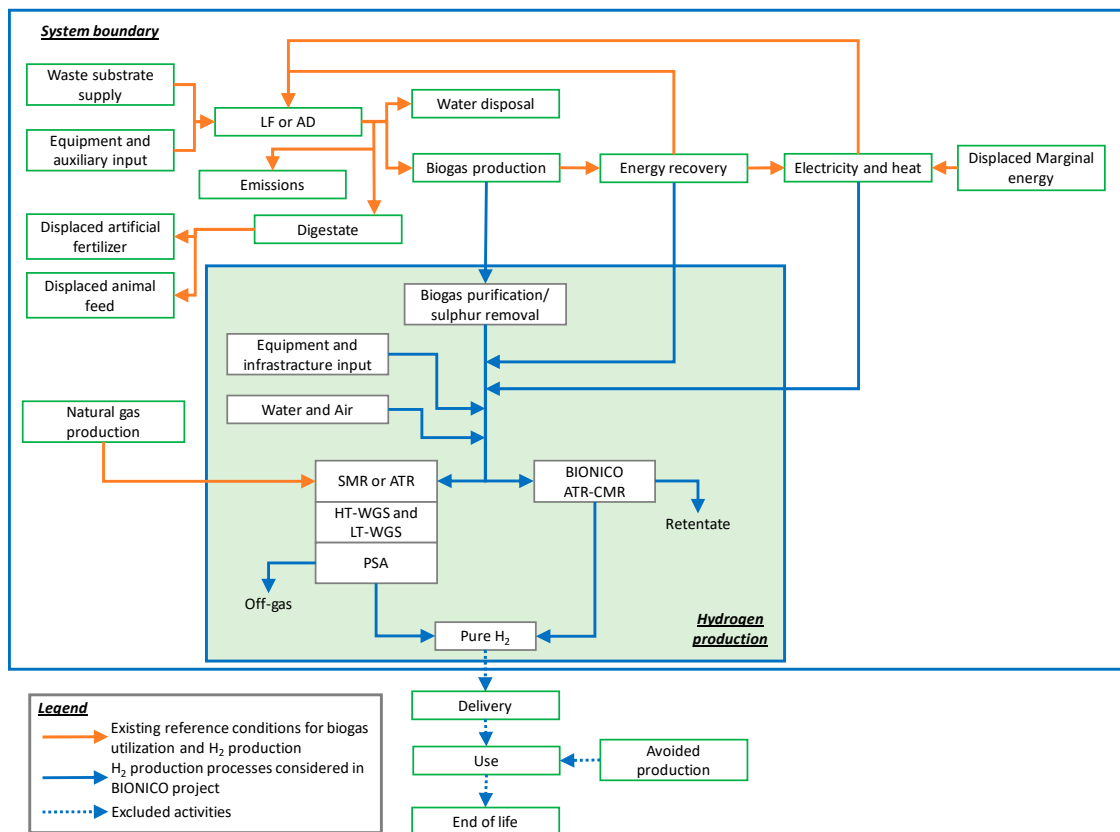 System boundary
Waste substrate
supply
Equipment and
auxiliary input
LF or AD
Water disposal
Emissions
Biogas production
Energy recovery
Electricity and heat
Displaced Marginal
energy
Displaced artificial
fertilizer
Digestate
Displaced animal
feed
Biogas purification/
sulphur removal
Equipment and
infrastracture input
Water and Air
Natural gas
production
SMR or ATR
BIONICO
ATR-CMR
HT-WGS and
LT-WGS
Retentate
PSA
Off-gas
Pure H₂
Hydrogen
production
Delivery
Use
Avoided
production
End of life
Legend
Existing reference conditions for biogas
utilization and H₂ production
H₂ production processes considered in
BIONICO project
Excluded activities